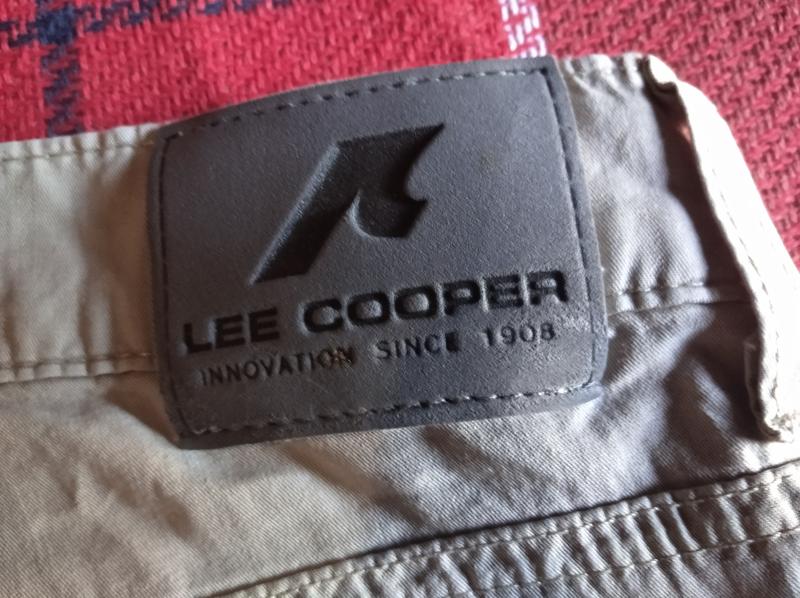 LEE COOPER
INNOVATION SINCE 1908